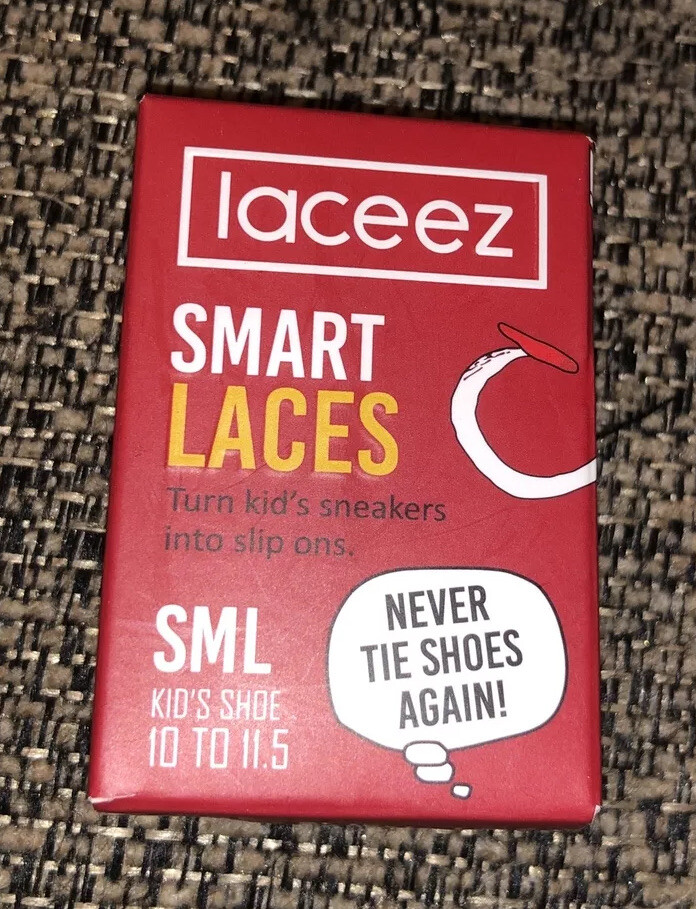 laceez
SMART
LACES
Turn kid's sneakers
into slip ons.
SML
KID'S SHOE
10 TO 11.5
NEVER
TIE SHOES
AGAIN!